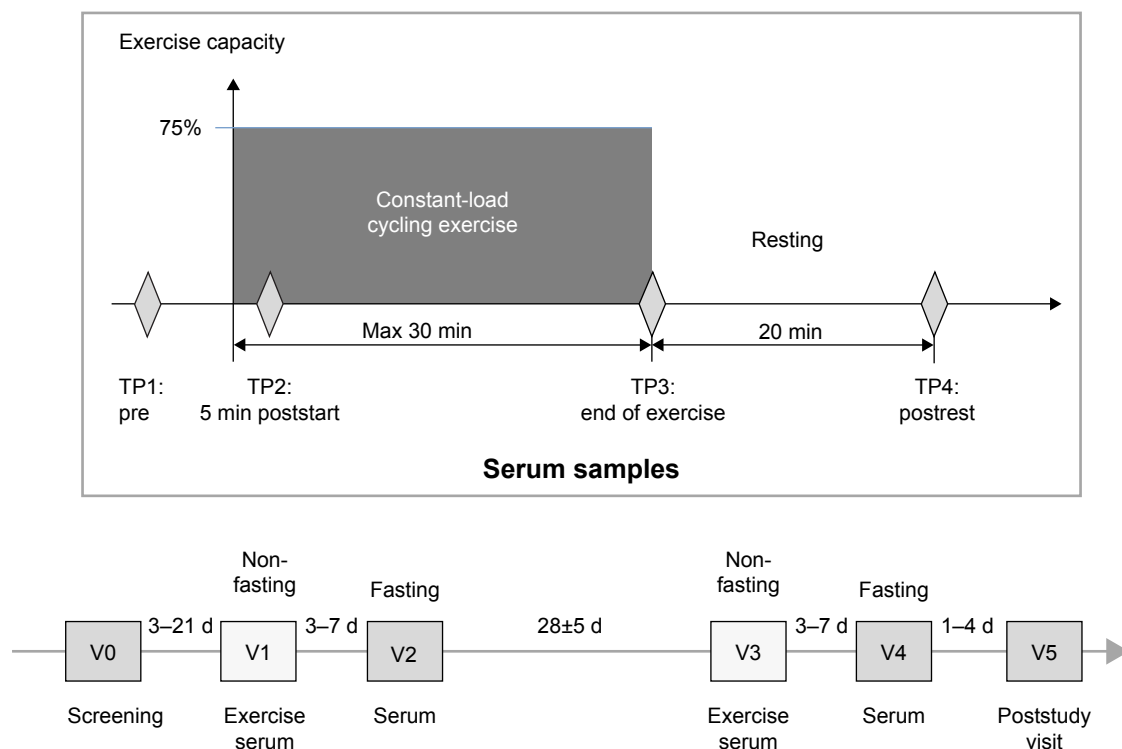 Exercise capacity
75%
Constant-load
cycling exercise
Resting
Max 30 min
20 min
TP1:
pre
TP2:
5 min poststart
TP3:
end of exercise
TP4:
postrest
Serum samples
Non-
fasting
Fasting
Non-
fasting
Fasting
3–21 d
3–7 d
28±5 d
3–7 d
1–4 d
V0
V1
V2
V3
V4
V5
Screening
Exercise
serum
Serum
Exercise
serum
Serum
Poststudy
visit